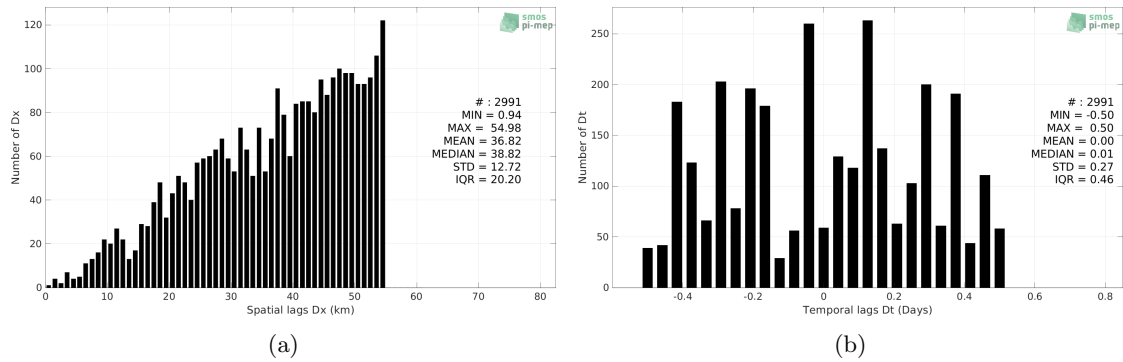 smos
pi-mep
120
100
80
60
40
20
0
Number of Dx
# : 2991
MIN = 0.94
MAX = 54.98
MEAN = 36.82
MEDIAN = 38.82
STD = 12.72
IQR = 20.20
0 10 20 30 40 50 60 70 80
Spatial lags Dx (km)
(a)
smos
pi-mep
250
200
150
100
50
0
Number of Dt
# : 2991
MIN = -0.50
MAX = 0.50
MEAN = 0.00
MEDIAN = 0.01
STD = 0.27
IQR = 0.46
-0.4 -0.2 0 0.2 0.4 0.6 0.8
Temporal lags Dt (Days)
(b)